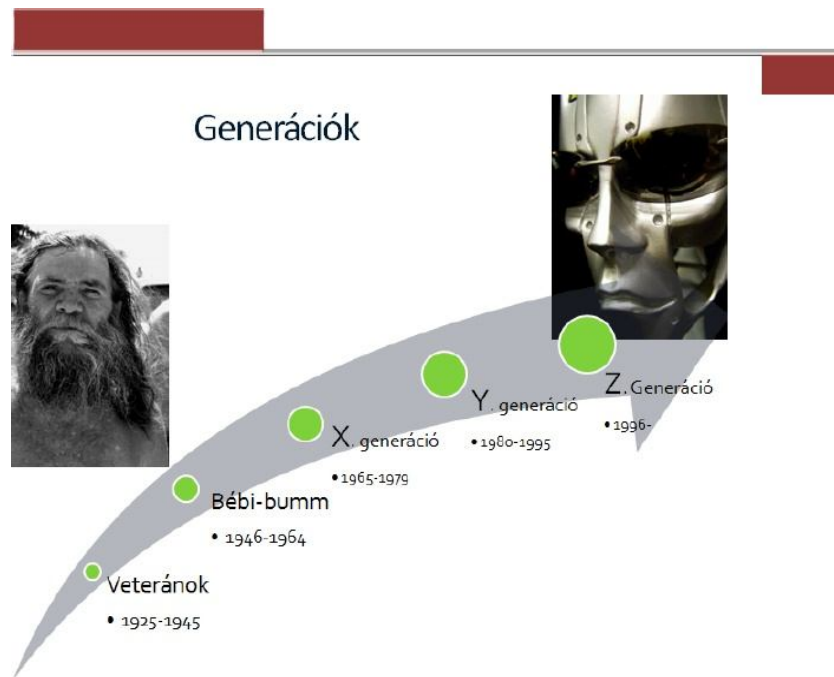 Generációk
Z. Generáció
• 1996-
Y. generáció
• 1980-1995
X. generáció
• 1965-1979
Bébi-bumm
• 1946-1964
Veteránok
• 1925-1945